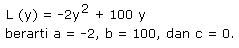 L (y) = -2y² + 100 y
berarti a = -2, b = 100, dan c = 0.